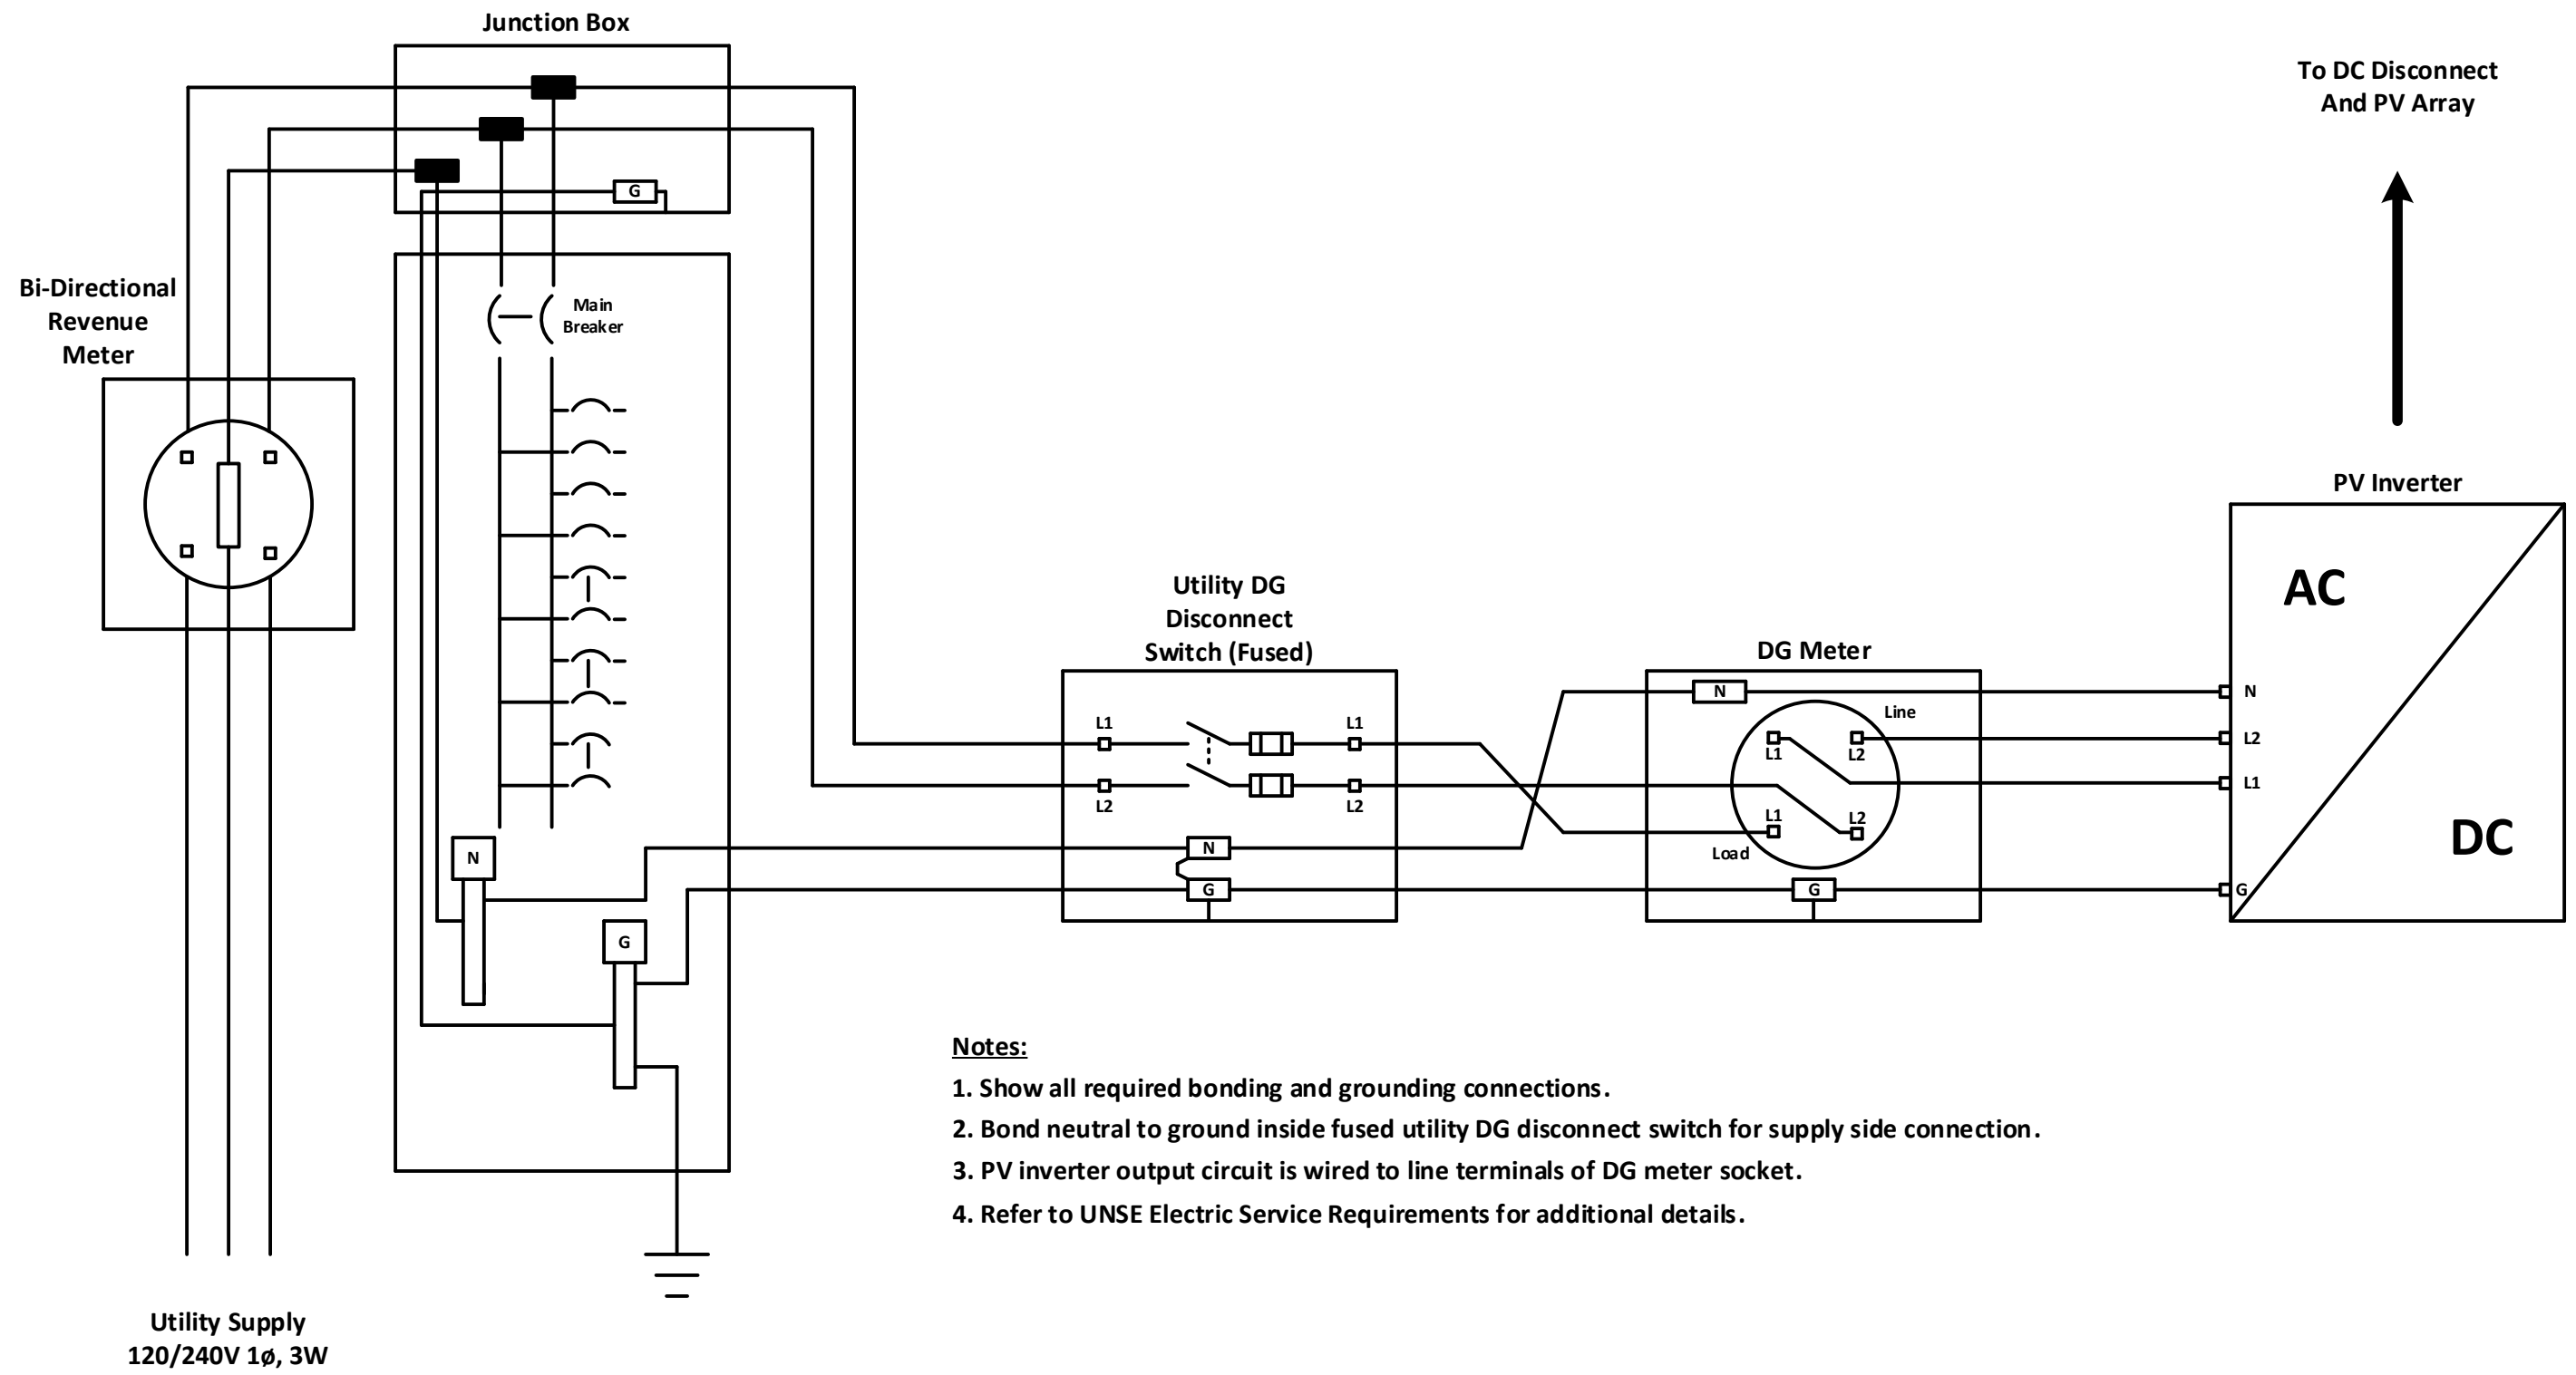 Junction Box
G
To DC Disconnect
And PV Array
Bi-Directional
Revenue
Meter
Main
Breaker
PV Inverter
AC
DC
N
L2
L1
G
Utility DG
Disconnect
Switch (Fused)
L1
L1
L2
L2
N
G
DG Meter
N
Line
L1
L2
L1
L2
Load
G
N
G
Notes:
1. Show all required bonding and grounding connections.
2. Bond neutral to ground inside fused utility DG disconnect switch for supply side connection.
3. PV inverter output circuit is wired to line terminals of DG meter socket.
4. Refer to UNSE Electric Service Requirements for additional details.
Utility Supply
120/240V 1ø, 3W